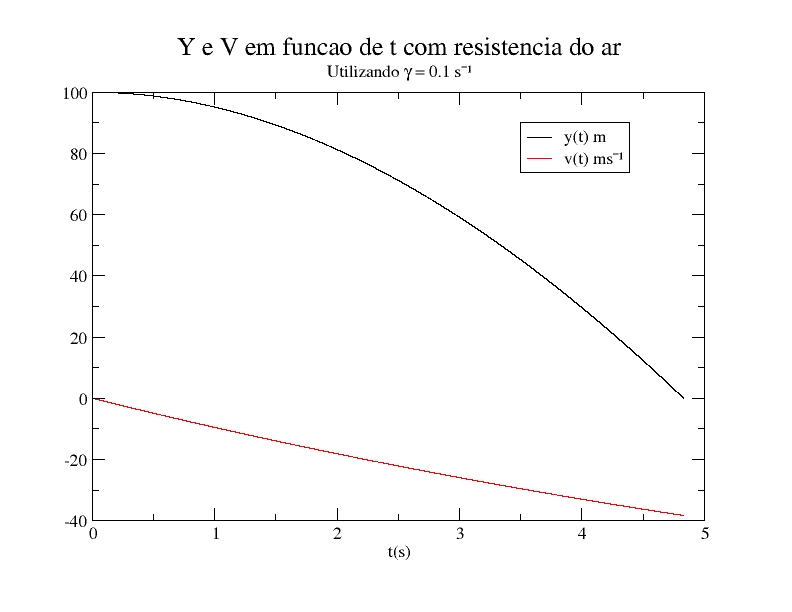 Y e V em funcao de t com resistencia do ar
Utilizando γ = 0.1 s⁻¹
y(t) m
v(t) ms⁻¹
100
80
60
40
20
0
-20
-40
0 1 2 3 4 5
t(s)